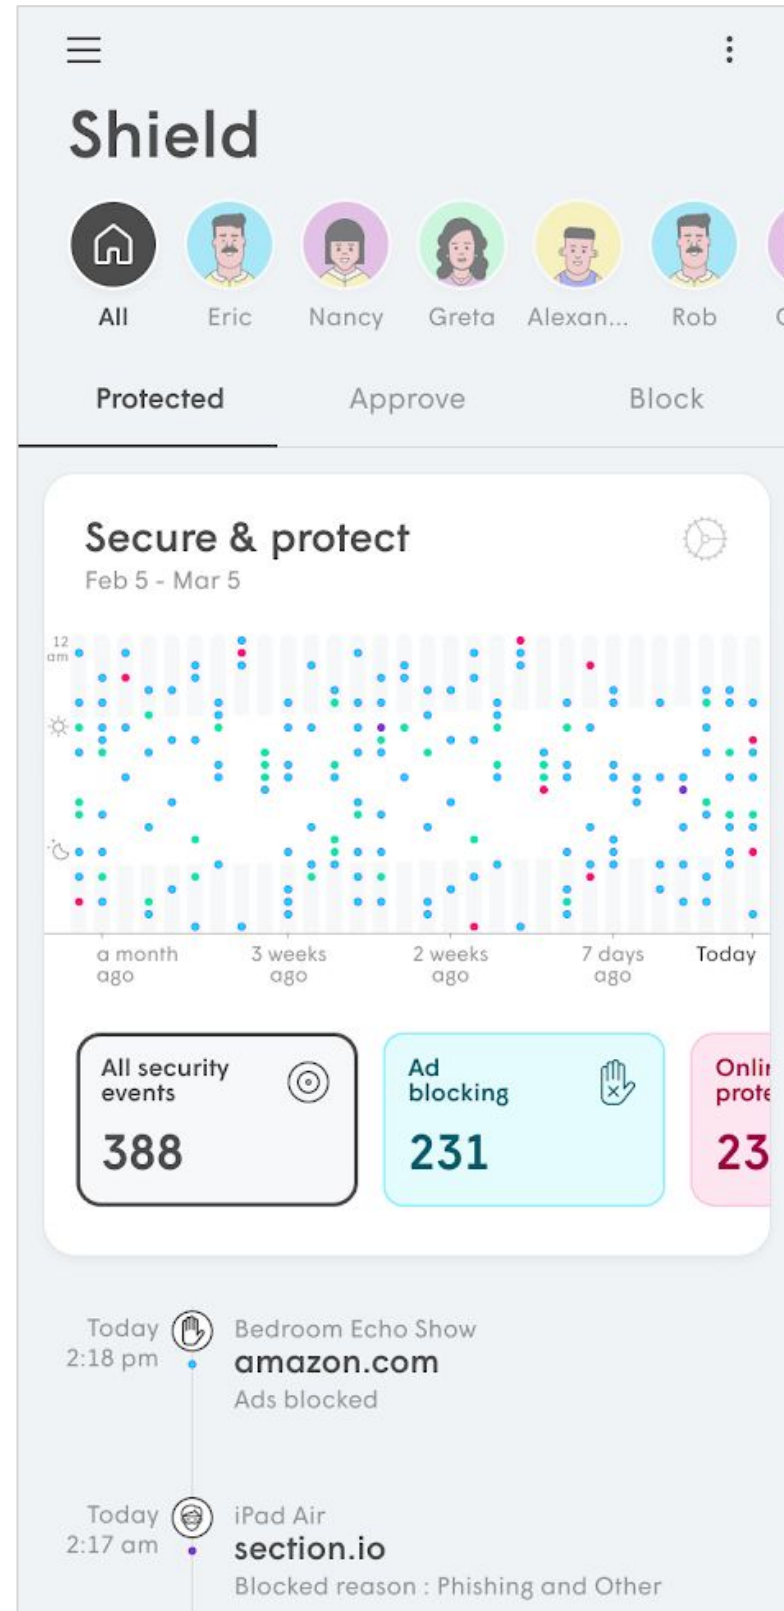 Shield
All
Eric
Nancy
Greta
Alexan...
Rob
Protected
Approve
Block
Secure & protect
Feb 5 - Mar 5
12
am
a month
ago
3 weeks
ago
2 weeks
ago
7 days
ago
Today
All security
events
388
Ad
blocking
231
23
Today
2:18 pm
Bedroom Echo Show
amazon.com
Ads blocked
Today
2:17 am
iPad Air
section.io
Blocked reason : Phishing and Other